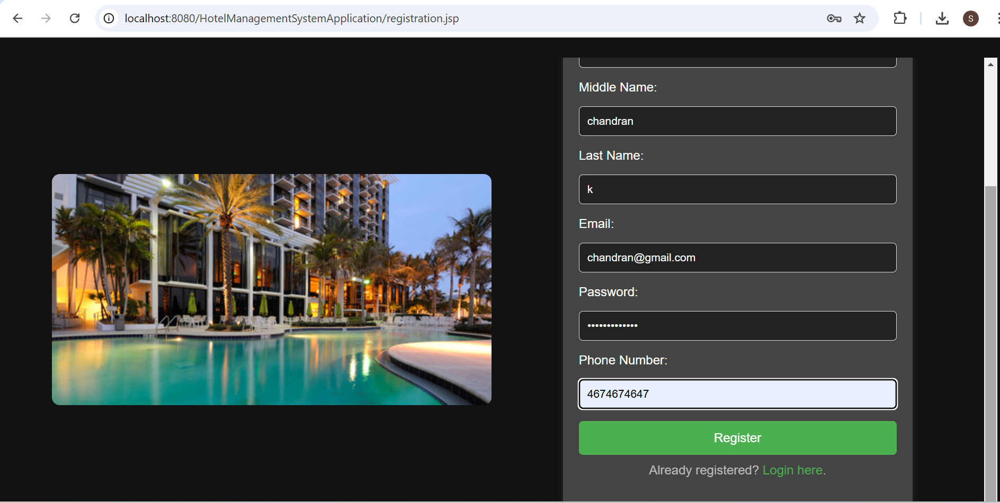 localhost:8080/HotelManagementSystemApplication/registration.jsp
S
Middle Name:
chandran
Last Name:
k
Email:
chandran@gmail.com
Password:
•••••••••••••
Phone Number:
4674674647
Register
Already registered? Login here.